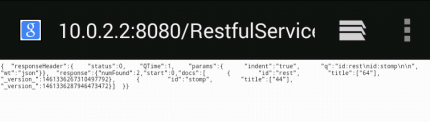 10.0.2.2:8080/RestfulService
{ "responseHeader":{ "status":0, "QTime":1, "params":{ "indent":"true", "q":"id:rest\nid:stomp\n\n",
"wt":"json"}}, "response":{"numFound":2,"start":0,"docs":[ { "id":"rest", "title":["64"],
"_version_":1461336267310497792}, { "id":"stomp", "title":["44"],
"_version_":1461336287946473472}] }}